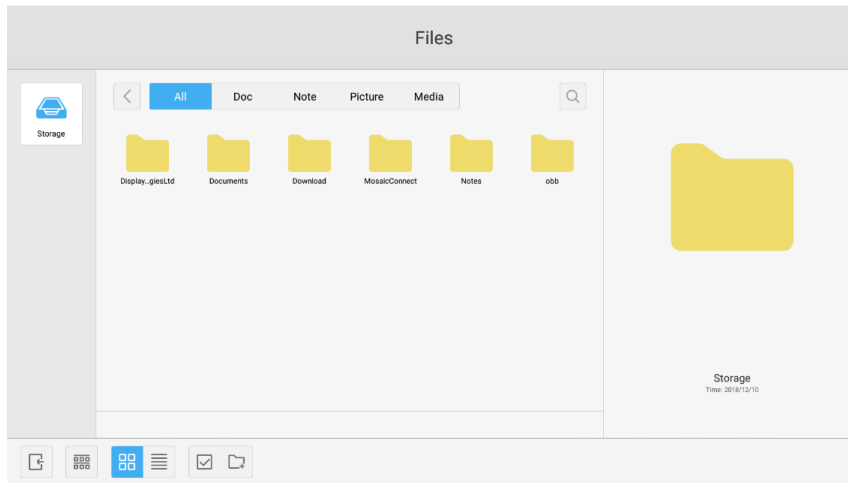 Files
Storage
All Doc Note Picture Media
Display...giesLtd Documents Download MosaicConnect Notes obb
Storage
Time: 2018/12/10